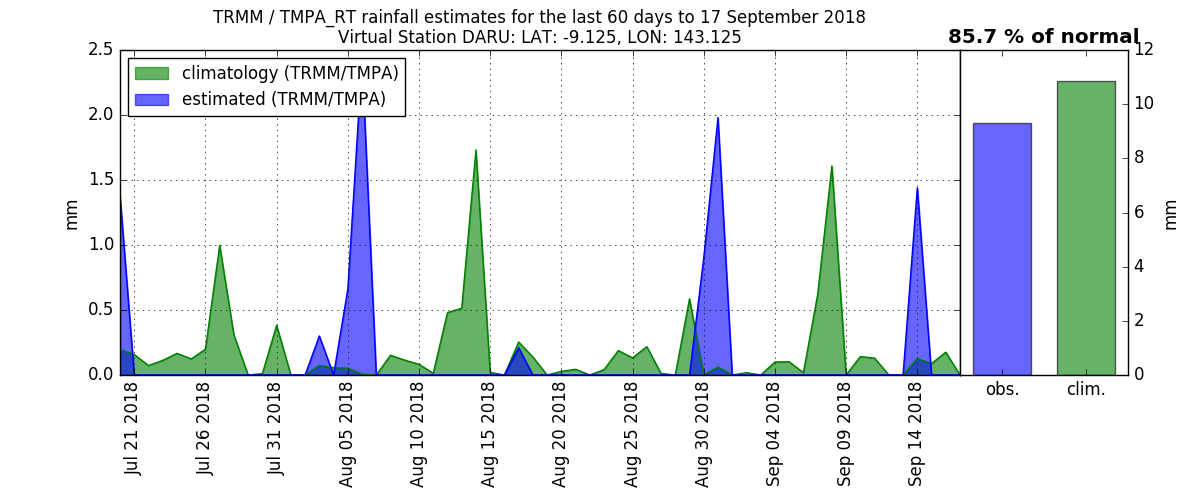 TRMM / TMPA_RT rainfall estimates for the last 60 days to 17 September 2018
Virtual Station DARU: LAT: -9.125, LON: 143.125
85.7 % of normal
climatology (TRMM/TMPA)
estimated (TRMM/TMPA)
2.5
2.0
1.5
1.0
0.5
0.0
mm
Jul 21 2018
Jul 26 2018
Jul 31 2018
Aug 05 2018
Aug 10 2018
Aug 15 2018
Aug 20 2018
Aug 25 2018
Aug 30 2018
Sep 04 2018
Sep 09 2018
Sep 14 2018
12
10
8
6
4
2
0
mm
obs.
clim.